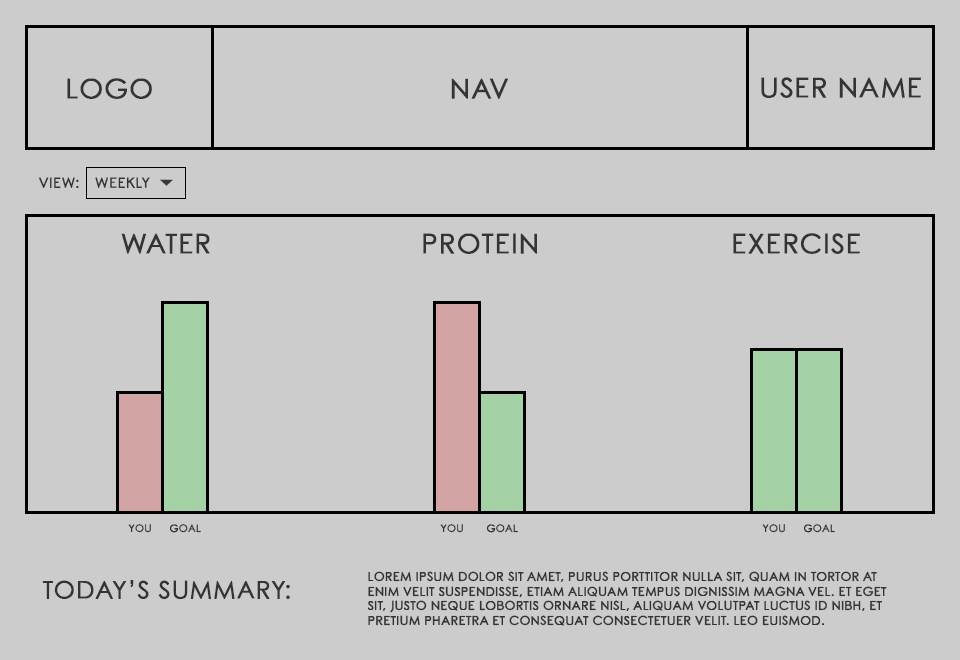 LOGO NAV USER NAME
VIEW: WEEKLY
WATER PROTEIN EXERCISE
YOU GOAL YOU GOAL YOU GOAL
TODAY'S SUMMARY:
LOREM IPSUM DOLOR SIT AMET, PURUS PORTTITOR NULLA SIT, QUAM IN TORTOR AT
ENIM VELIT SUSPENDISSE, ETIAM ALIQUAM TEMPUS DIGNISSIM MAGNA VEL. ET EGET
SIT, JUSTO NEQUE LOBORTIS ORNARE NISL, ALIQUAM VOLUTPAT LUCTUS ID NIBH, ET
PRETIUM PHARETRA ET CONSEQUAT CONSECTETUER VELIT. LEO EUISMOD.